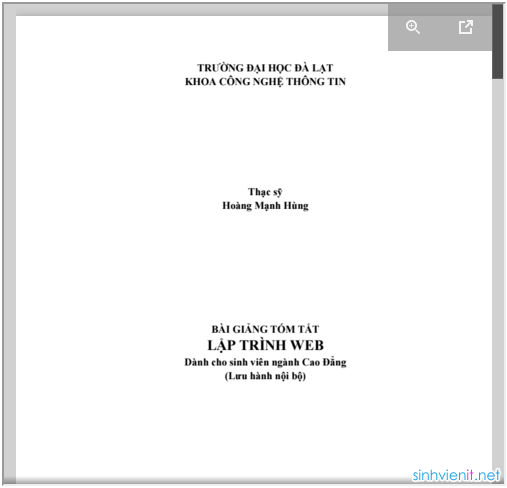 TRƯỜNG ĐẠI HỌC ĐÀ LẠT
KHOA CÔNG NGHỆ THÔNG TIN
Thạc sỹ
Hoàng Mạnh Hùng
BÀI GIẢNG TÓM TẮT
LẬP TRÌNH WEB
Dành cho sinh viên ngành Cao Đẳng
(Lưu hành nội bộ)
sinhvienit.net